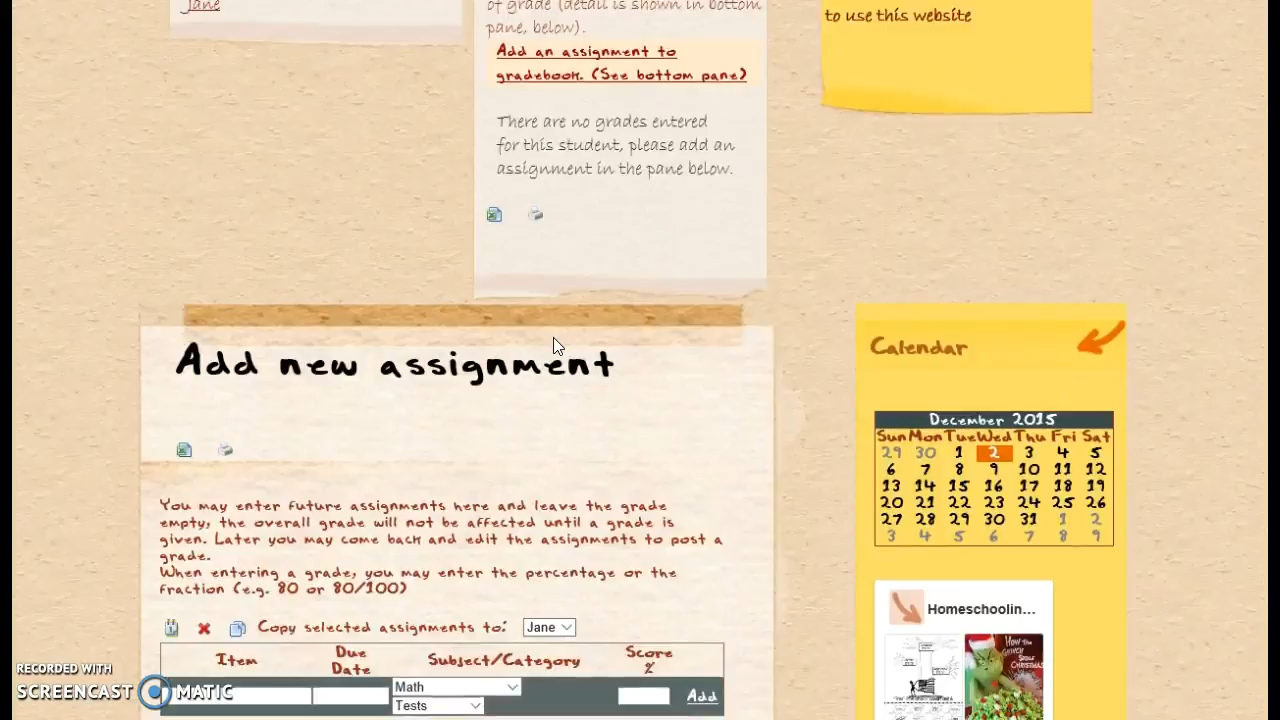 Jane
of grade (detail is shown in bottom
pane, below).
Add an assignment to
gradebook. (See bottom pane)
There are no grades entered
for this student, please add an
assignment in the pane below.
to use this website
Add new assignment
You may enter future assignments here and leave the grade
empty, the overall grade will not be affected until a grade is
given. Later you may come back and edit the assignments to post a
grade.
When entering a grade, you may enter the percentage or the
fraction (e.g. 80 or 80/100)
Copy selected assignments to: Jane
Item Due Date Subject/Category Score %
Math
Tests
Add
Calendar
December 2015
Sun Mon Tue Wed Thu Fri Sat
29 30 1 2 3 4 5
6 7 8 9 10 11 12
13 14 15 16 17 18 19
20 21 22 23 24 25 26
27 28 29 30 31 1 2
3 4 5 6 7 8 9
Homeschoolin...
HOW THE
GRINCH
STOLE
CHRISTMAS
RECORDED WITH
SCREENCAST MATIC